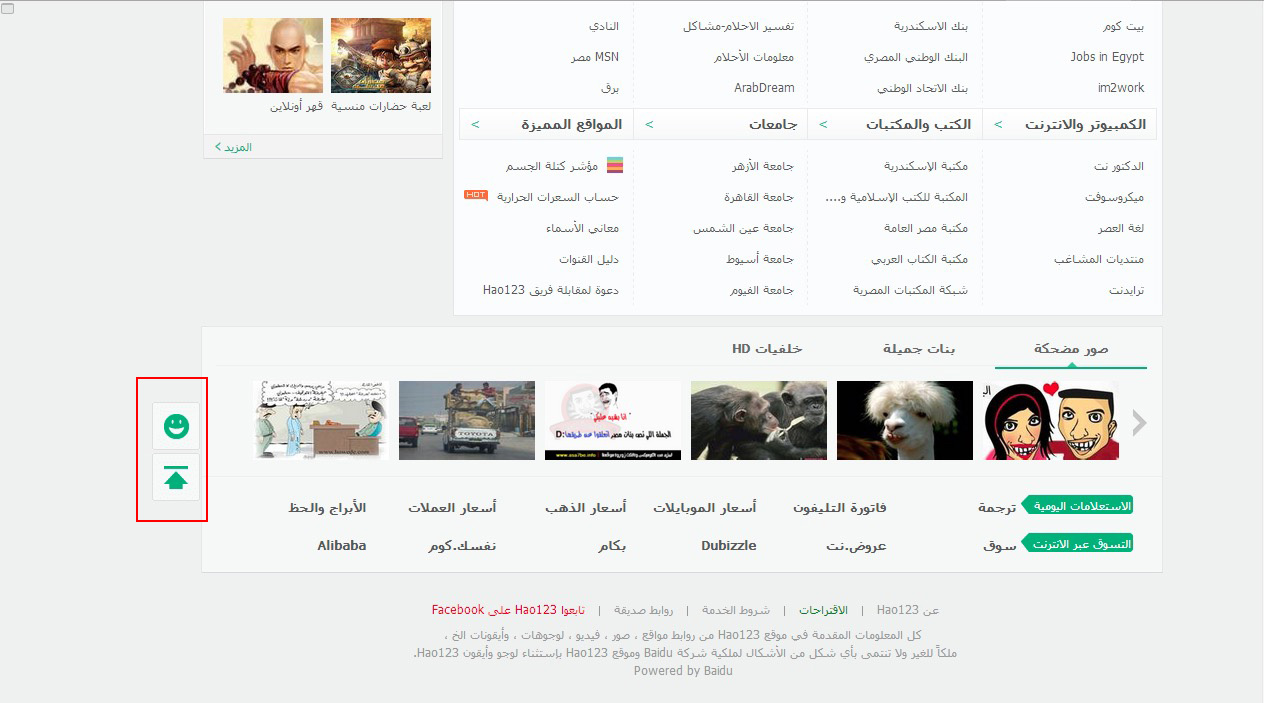 بيت كوم
Jobs in Egypt
im2work
بنك الاسكندرية
البنك الوطني المصري
بنك الاتحاد الوطني
تفسير الاحلام-مشاكل
معلومات الأحلام
ArabDream
النادي
MSN مصر
برق
لعبة حضارات منسية
قهر أونلاين
المزيد >
الكمبيوتر والانترنت >
الدكتور نت
ميكروسوفت
لغة العصر
منتديات المشاغب
ترايدنت
الكتب والمكتبات >
مكتبة الإسكندرية
المكتبة للكتب الإسلامية و....
مكتبة مصر العامة
مكتبة الكتاب العربي
شبكة المكتبات المصرية
جامعات >
جامعة الأزهر
جامعة القاهرة
جامعة عين الشمس
جامعة أسيوط
جامعة الفيوم
المواقع المميزة >
مؤشر كتلة الجسم
حساب السعرات الحرارية HOT
معاني الأسماء
دليل القنوات
دعوة لمقابلة فريق Hao123
صور مضحكة
بنات جميلة
خلفيات HD
TOYOTA
الاستعلامات اليومية ترجمة فاتورة التليفون أسعار الموبايلات أسعار الذهب أسعار العملات الأبراج والحظ
التسوق عبر الانترنت سوق عروض.نت Dubizzle بكام نفسك.كوم Alibaba
عن Hao123 | الاقتراحات | شروط الخدمة | روابط صديقة | تابعوا Hao123 على Facebook
كل المعلومات المقدمة في موقع Hao123 من روابط مواقع ، صور ، فيديو ، لوجوهات ، وأيقونات الخ ،
ملكاً للغير ولا تنتمى بأي شكل من الأشكال لملكية شركة Baidu وموقع Hao123 بإستثناء لوجو وأيقون Hao123.
Powered by Baidu